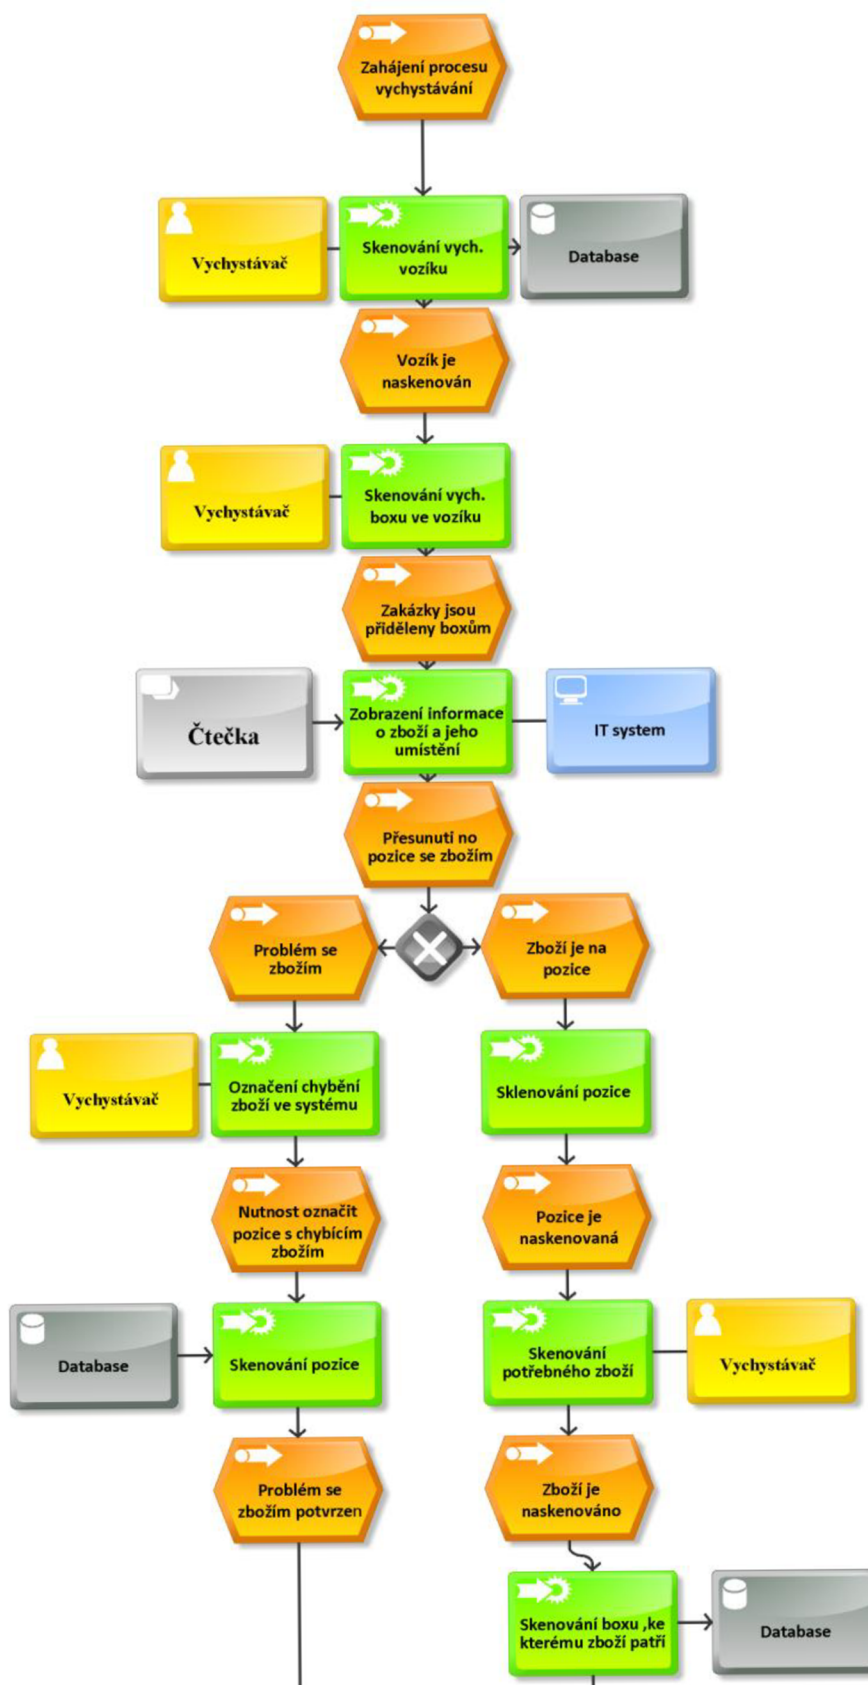 Zahájení procesu
vychystávání
Vychystávač
Skenování vych.
vozíku
Database
Vozík je
naskenován
Vychystávač
Skenování vych.
boxu ve vozíku
Zakázky jsou
přiděleny boxům
Čtečka
Zobrazení informace
o zboží a jeho
umístění
IT system
Přesunuti no
pozice se zbožím
Problém se
zbožím
Zboží je na
pozice
Vychystávač
Označení chybění
zboží ve systému
Sklenování pozice
Nutnost označit
pozice s chybícím
zbožím
Pozice je
naskenovaná
Database
Skenování pozice
Skenování
potřebného zboží
Vychystávač
Problém se
zbožím potvrzen
Zboží je
naskenováno
Skenování boxu ,ke
kterému zboží patří
Database